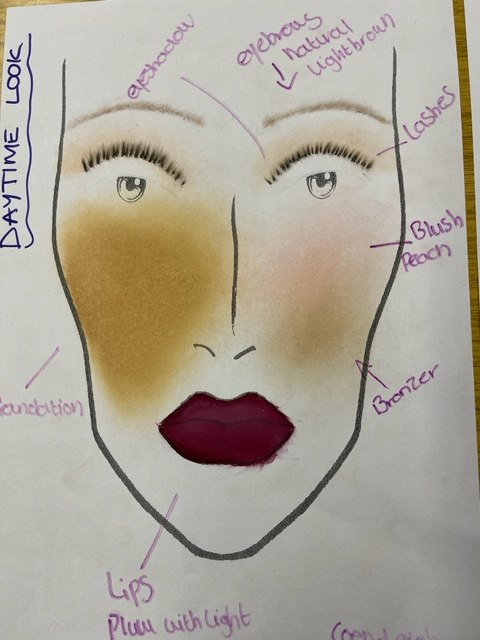 DAYTIME LOOK
eyeshadow
eyebrows
natural
light brown
Lashes
Blush
Peach
Bronzer
foundation
Lips
Plum with light